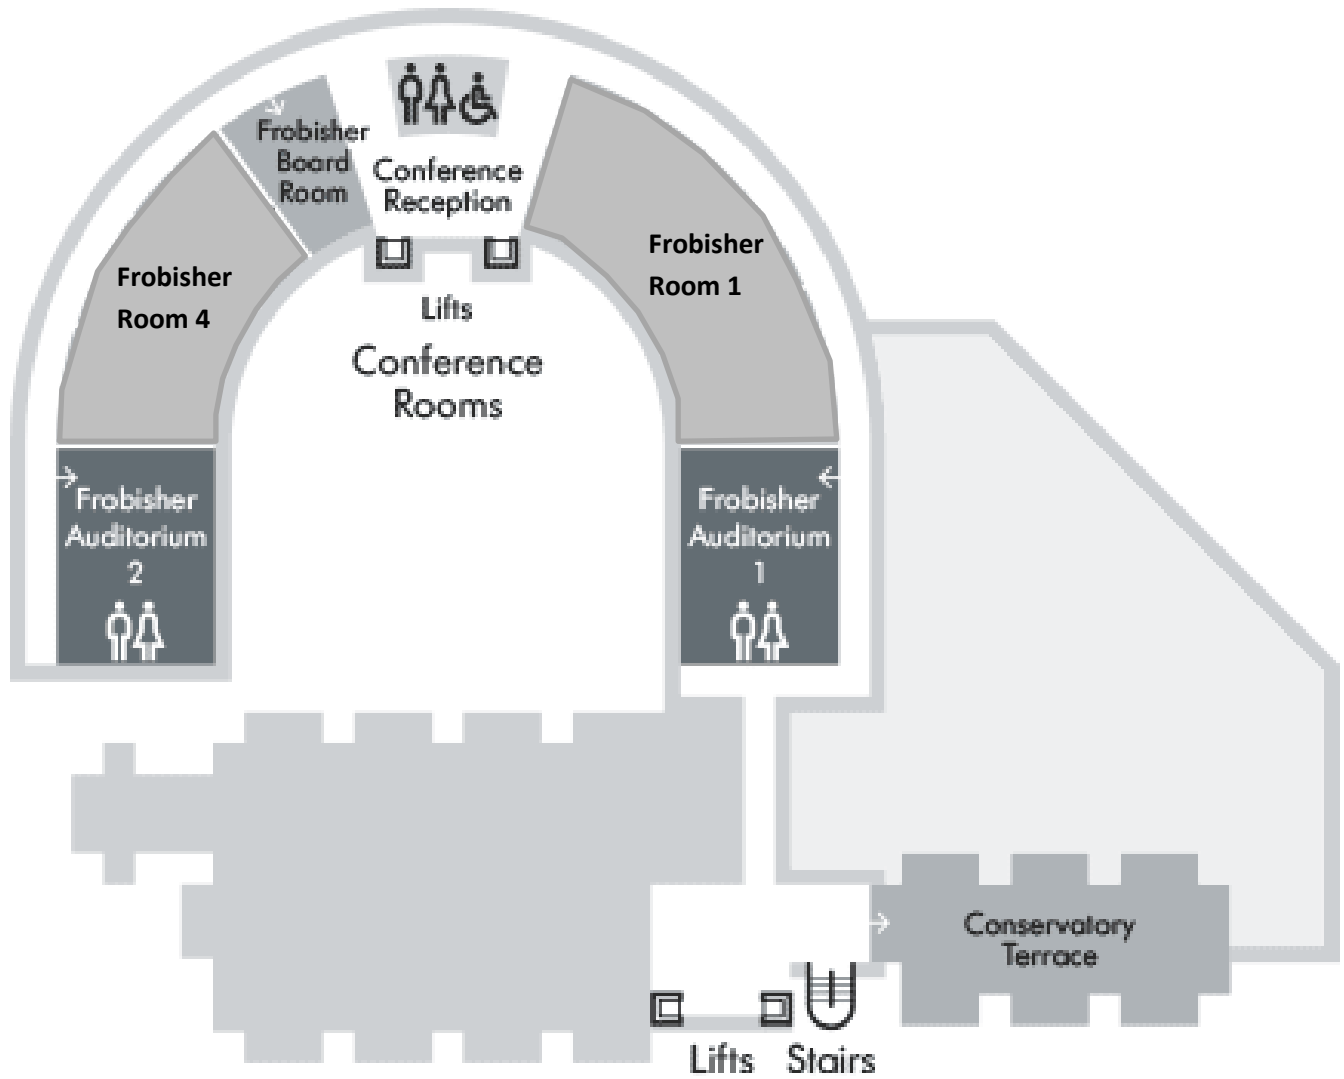 Frobisher
Board
Room
Conference
Reception
Frobisher
Room 1
Frobisher
Room 4
Lifts
Conference
Rooms
Frobisher
Auditorium
2
Frobisher
Auditorium
1
Conservatory
Terrace
Lifts
Stairs